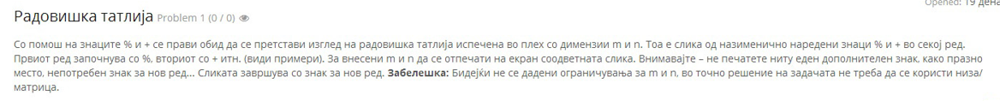 Opened: 19 дена
Радовишка татлија Problem 1 (0 / 0)
Со помош на знаците % и + се прави обид да се претстави изглед на радовишка татлија испечена во плех со димензии m и n. Тоа е слика од назименично наредени знаци % и + во секој ред.
Првиот ред започнува со %, вториот со + итн. (види примери). За внесени m и n да се отпечати на екран соодветната слика. Внимавајте – не печатете ниту еден дополнителен знак, како празно
место, непотребен знак за нов ред... Сликата завршува со знак за нов ред. Забелешка: Бидејќи не се дадени ограничувања за m и n, во точно решение на задачата не треба да се користи низа/
матрица.